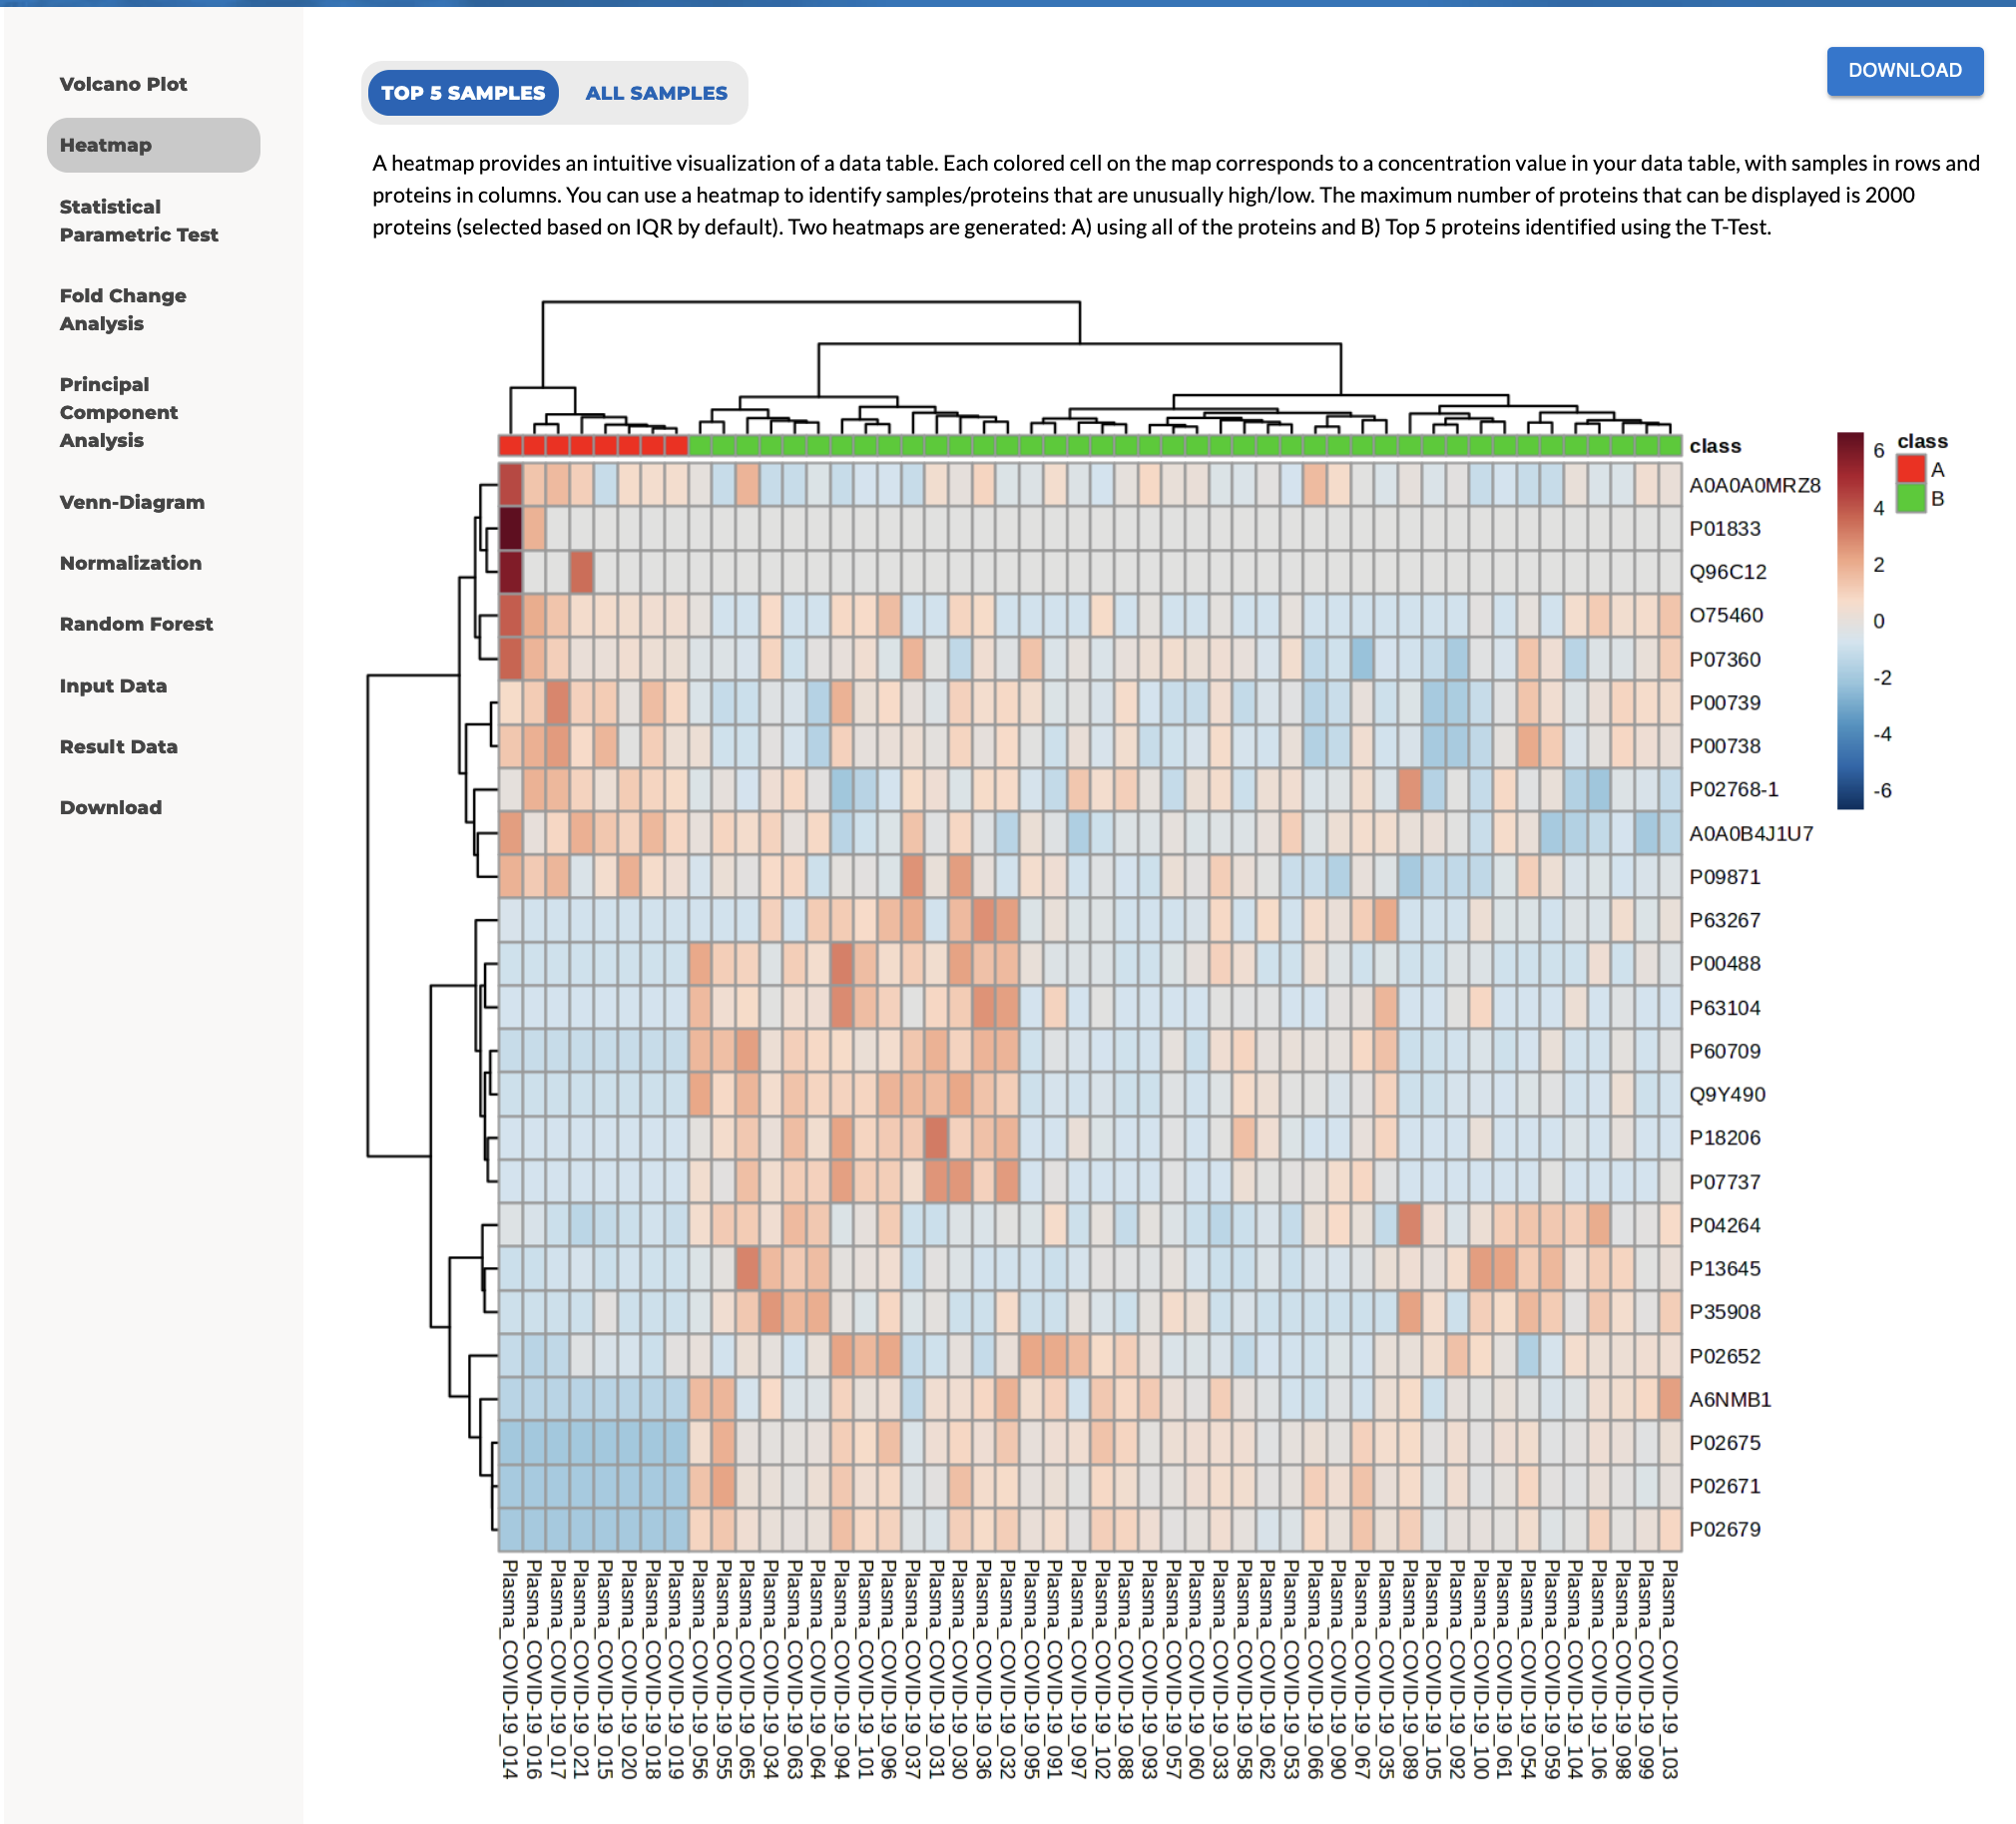 Volcano Plot
Heatmap
Statistical
Parametric Test
Fold Change
Analysis
Principal
Component
Analysis
Venn-Diagram
Normalization
Random Forest
Input Data
Result Data
Download
TOP 5 SAMPLES
ALL SAMPLES
DOWNLOAD
A heatmap provides an intuitive visualization of a data table. Each colored cell on the map corresponds to a concentration value in your data table, with samples in rows and
proteins in columns. You can use a heatmap to identify samples/proteins that are unusually high/low. The maximum number of proteins that can be displayed is 2000
proteins (selected based on IQR by default). Two heatmaps are generated: A) using all of the proteins and B) Top 5 proteins identified using the T-Test.
class
A0A0A0MRZ8
P01833
Q96C12
O75460
P07360
P00739
P00738
P02768-1
A0A0B4J1U7
P09871
P63267
P00488
P63104
P60709
Q9Y490
P18206
P07737
P04264
P13645
P35908
P02652
A6NMB1
P02675
P02671
P02679
6
4
2
0
-2
-4
-6
class
A
B
Plasma_COVID-19_014
Plasma_COVID-19_016
Plasma_COVID-19_017
Plasma_COVID-19_021
Plasma_COVID-19_015
Plasma_COVID-19_020
Plasma_COVID-19_018
Plasma_COVID-19_019
Plasma_COVID-19_056
Plasma_COVID-19_055
Plasma_COVID-19_065
Plasma_COVID-19_034
Plasma_COVID-19_063
Plasma_COVID-19_064
Plasma_COVID-19_094
Plasma_COVID-19_101
Plasma_COVID-19_096
Plasma_COVID-19_037
Plasma_COVID-19_031
Plasma_COVID-19_030
Plasma_COVID-19_036
Plasma_COVID-19_032
Plasma_COVID-19_095
Plasma_COVID-19_091
Plasma_COVID-19_097
Plasma_COVID-19_102
Plasma_COVID-19_088
Plasma_COVID-19_093
Plasma_COVID-19_057
Plasma_COVID-19_060
Plasma_COVID-19_033
Plasma_COVID-19_058
Plasma_COVID-19_062
Plasma_COVID-19_053
Plasma_COVID-19_066
Plasma_COVID-19_090
Plasma_COVID-19_067
Plasma_COVID-19_035
Plasma_COVID-19_089
Plasma_COVID-19_105
Plasma_COVID-19_092
Plasma_COVID-19_100
Plasma_COVID-19_061
Plasma_COVID-19_054
Plasma_COVID-19_059
Plasma_COVID-19_104
Plasma_COVID-19_106
Plasma_COVID-19_098
Plasma_COVID-19_099
Plasma_COVID-19_103